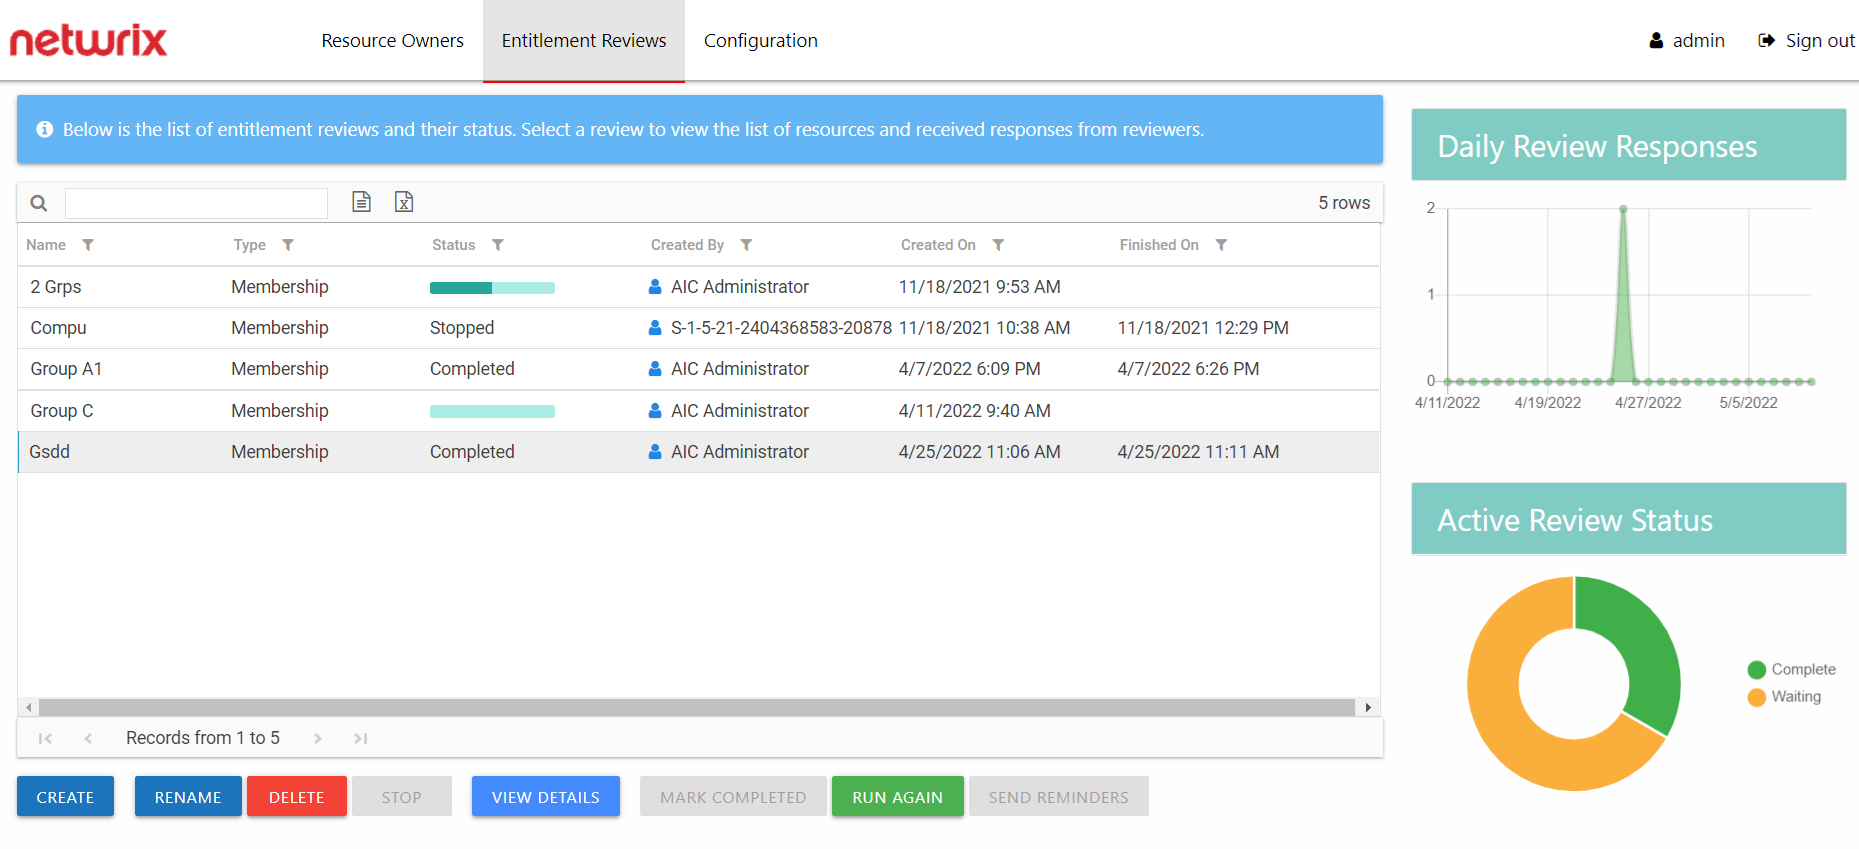 netwrix
Resource Owners
Entitlement Reviews
Configuration
admin
Sign out
Below is the list of entitlement reviews and their status. Select a review to view the list of resources and received responses from reviewers.
5 rows
Name Type Status Created By Created On Finished On
2 Grps Membership AIC Administrator 11/18/2021 9:53 AM
Compu Membership Stopped S-1-5-21-2404368583-20878 11/18/2021 10:38 AM 11/18/2021 12:29 PM
Group A1 Membership Completed AIC Administrator 4/7/2022 6:09 PM 4/7/2022 6:26 PM
Group C Membership AIC Administrator 4/11/2022 9:40 AM
Gsdd Membership Completed AIC Administrator 4/25/2022 11:06 AM 4/25/2022 11:11 AM
Records from 1 to 5
CREATE RENAME DELETE STOP VIEW DETAILS MARK COMPLETED RUN AGAIN SEND REMINDERS
Daily Review Responses
2
1
0
4/11/2022 4/19/2022 4/27/2022 5/5/2022
Active Review Status
Complete
Waiting